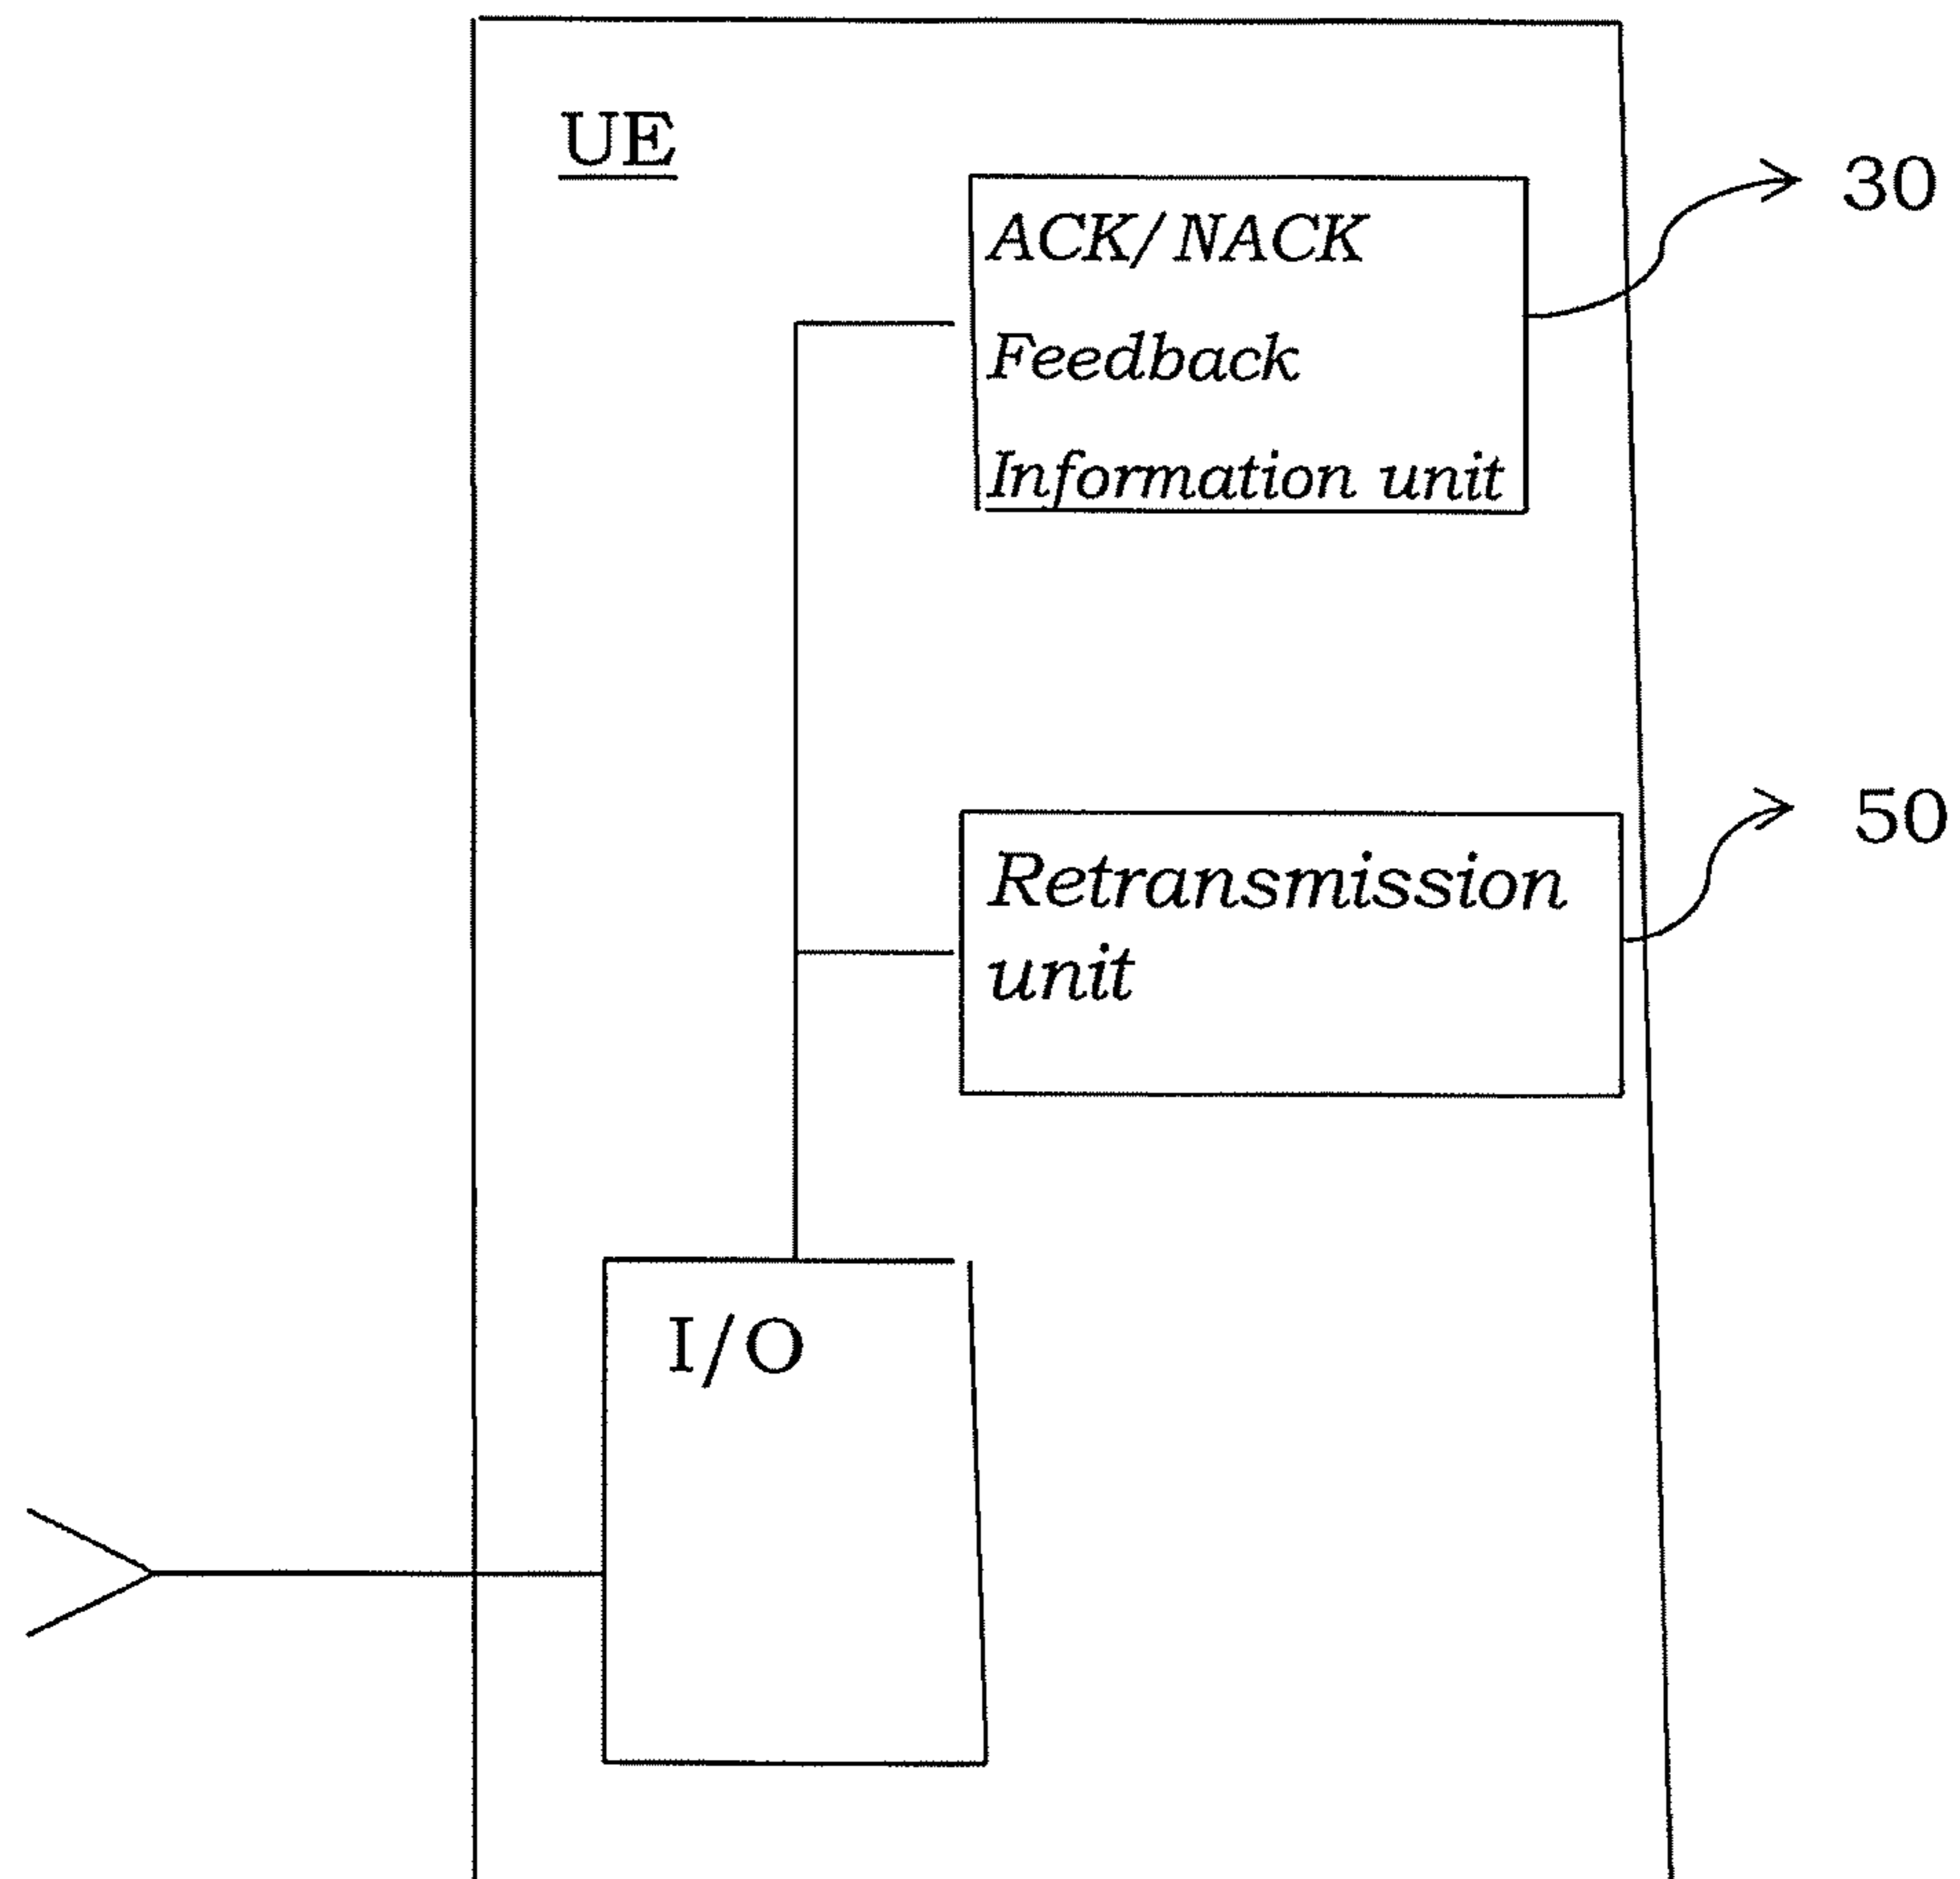 UE
ACK/NACK
Feedback
Information unit
30
Retransmission
unit
50
I/O